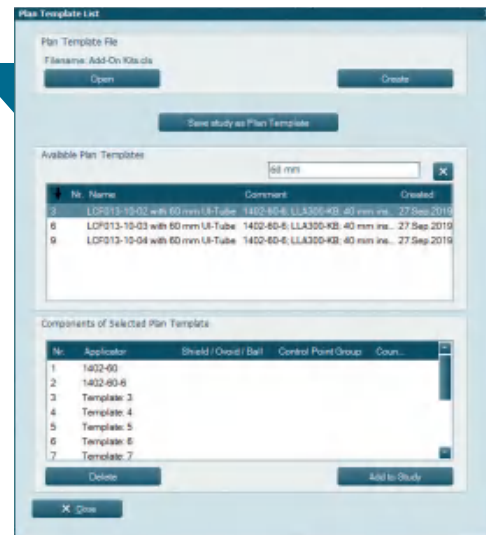 Plan Template List
Plan Template File
Filename: Add-On Kits.cls
Open Create
Save study as Plan Template
Available Plan Templates
60 mm
Nr. Name Comment Created
3 LCF013-10-02 with 60 mm UI-Tube 1402-60-6; LLA300-KB; 40 mm ins... 27 Sep 2019
6 LCF013-10-03 with 60 mm UI-Tube 1402-60-6; LLA300-KB; 40 mm ins... 27 Sep 2019
9 LCF013-10-04 with 60 mm UI-Tube 1402-60-6; LLA300-KB; 40 mm ins... 27 Sep 2019
Components of Selected Plan Template
Nr. Applicator Shield / Ovoid / Ball Control Point Group Coun...
1 1402-60
2 1402-60-6
3 Template: 3
4 Template: 4
5 Template: 5
6 Template: 6
7 Template: 7
Delete Add to Study
X Close